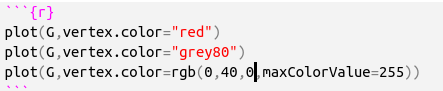 ```{r}
plot(G,vertex.color="red")
plot(G,vertex.color="grey80")
plot(G,vertex.color=rgb(0,40,0,maxColorValue=255))
```